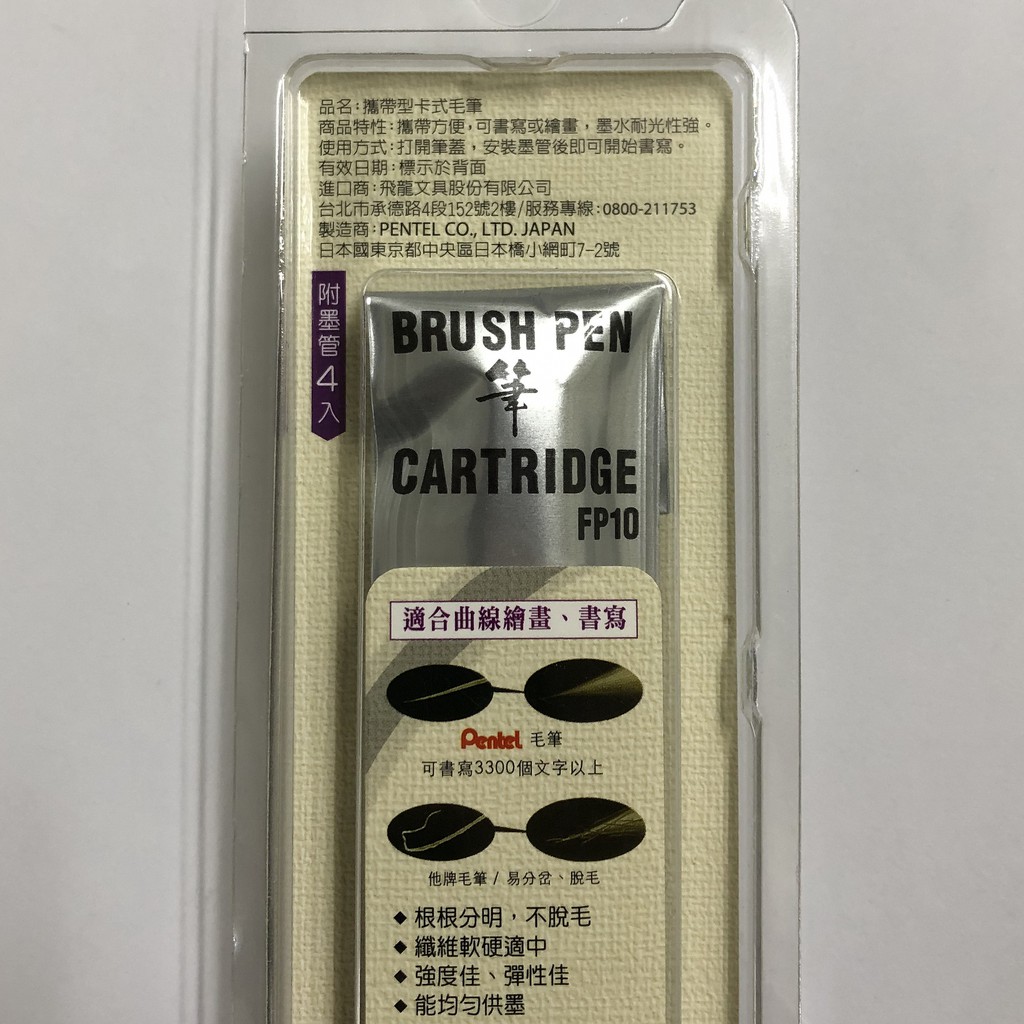 品名:攜帶型卡式毛筆
商品特性:攜帶方便,可書寫或繪畫,墨水耐光性強。
使用方式:打開筆蓋,安裝墨管後即可開始書寫。
有效日期:標示於背面
進口商:飛龍文具股份有限公司
台北市承德路4段152號2樓/服務專線:0800-211753
製造商:PENTEL CO., LTD. JAPAN
日本國東京都中央區日本橋小網町7-2號
附墨管4入
BRUSH PEN
筆
CARTRIDGE
FP10
適合曲線繪畫、書寫
Pentel 毛筆
可書寫3300個文字以上
他牌毛筆 / 易分岔、脫毛
◆ 根根分明,不脫毛
◆ 纖維軟硬適中
◆ 強度佳、彈性佳
◆ 能均勻供墨